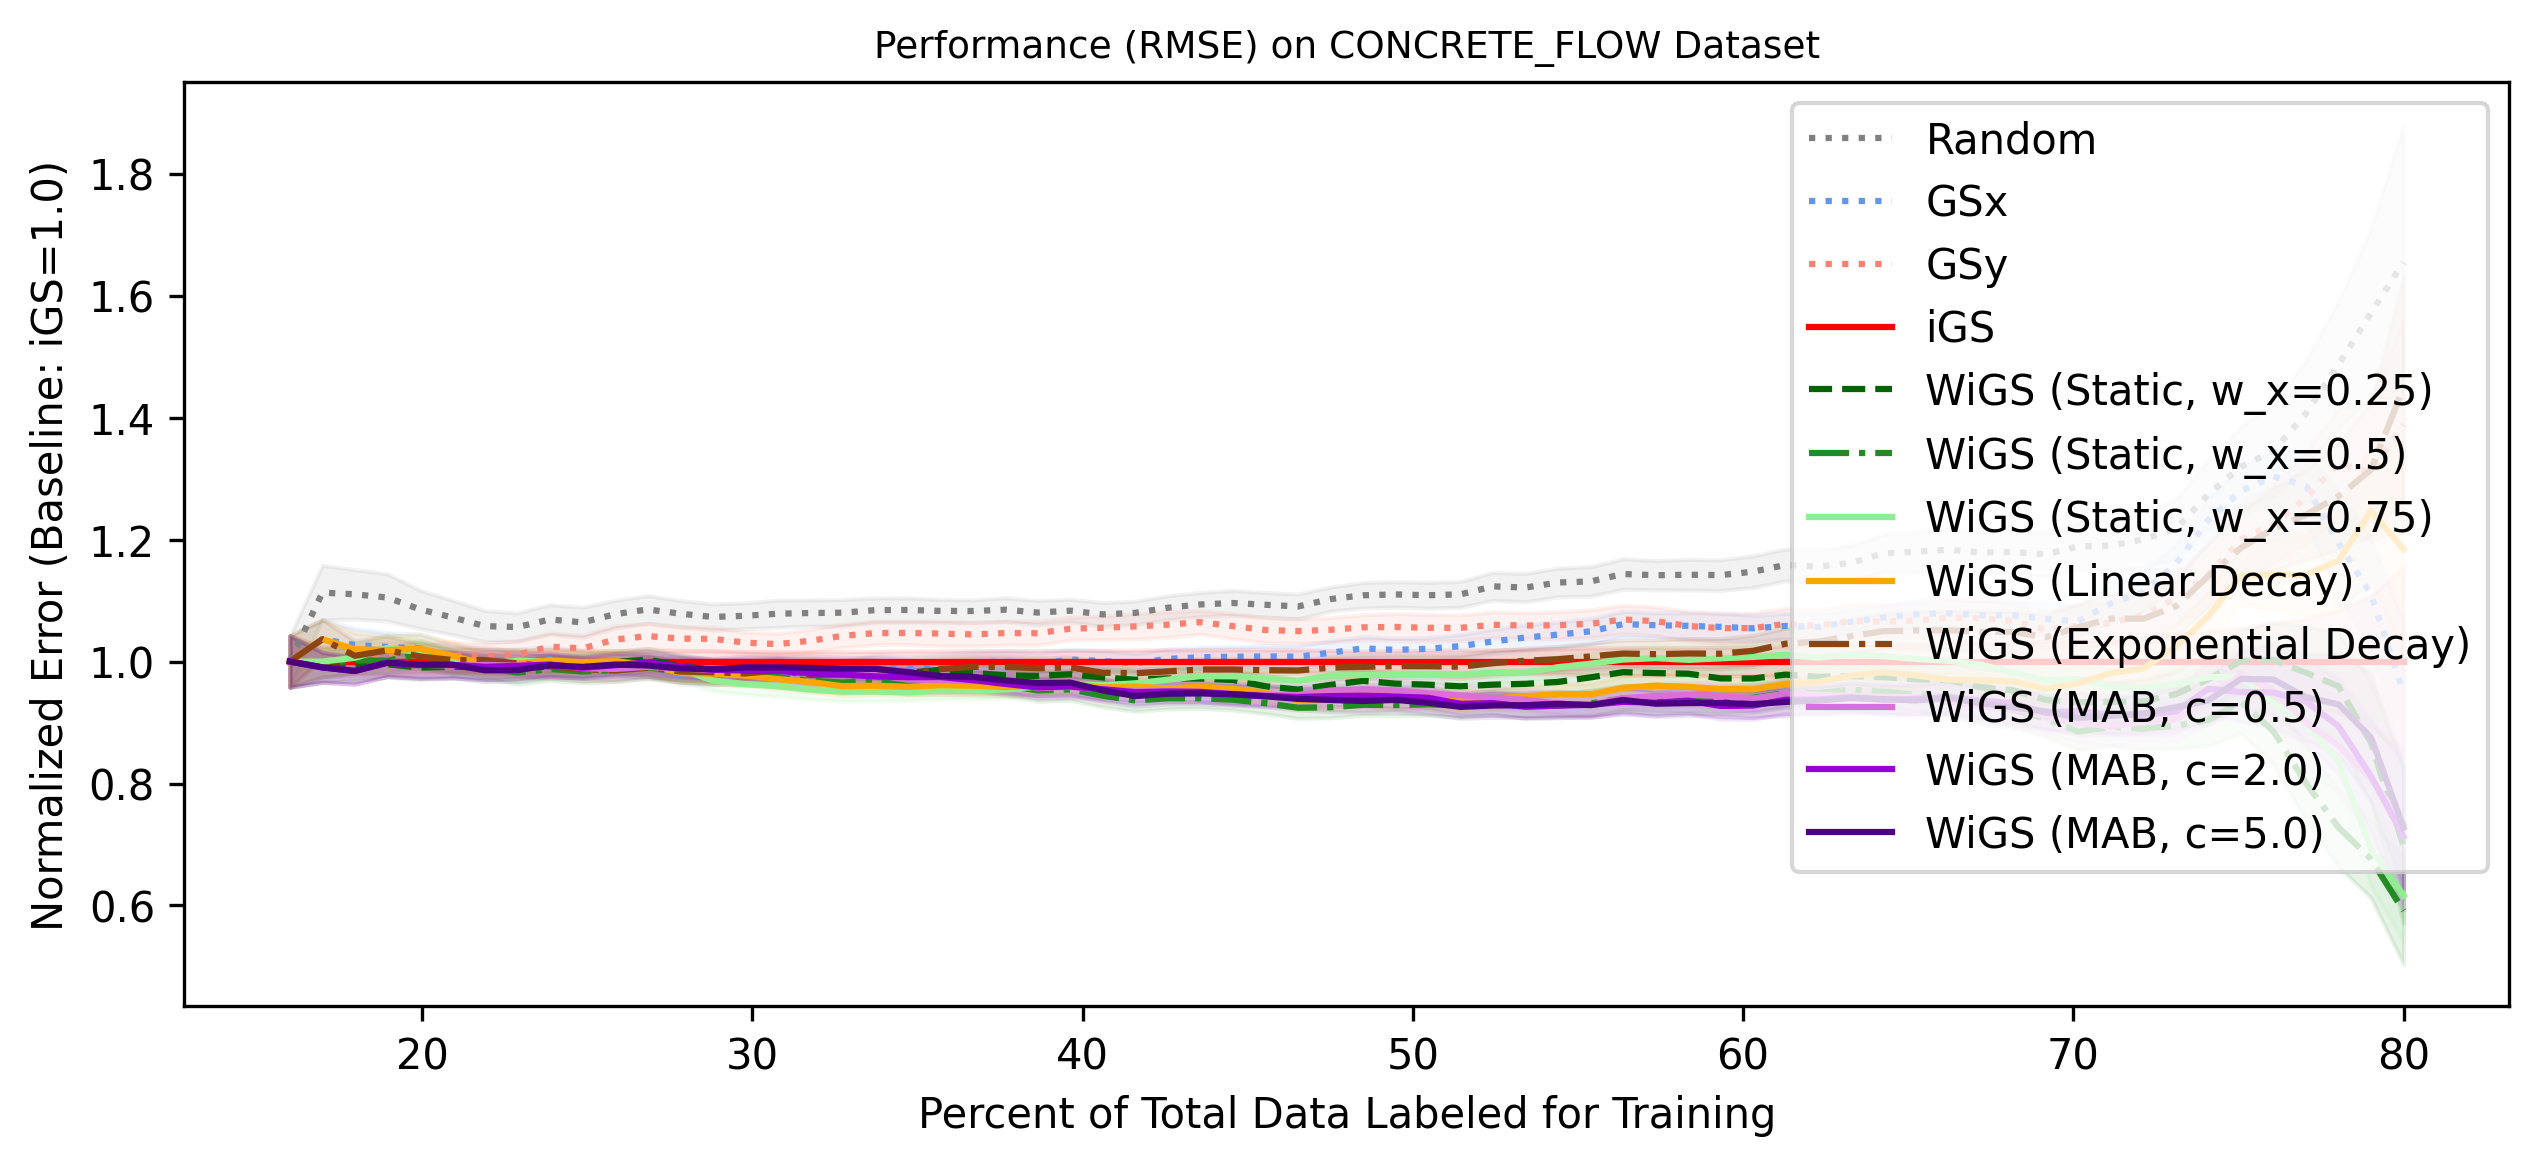 Performance (RMSE) on CONCRETE_FLOW Dataset
Normalized Error (Baseline: iGS=1.0)
1.8
1.6
1.4
1.2
1.0
0.8
0.6
Random
GSx
GSy
iGS
WiGS (Static, w_x=0.25)
WiGS (Static, w_x=0.5)
WiGS (Static, w_x=0.75)
WiGS (Linear Decay)
WiGS (Exponential Decay)
WiGS (MAB, c=0.5)
WiGS (MAB, c=2.0)
WiGS (MAB, c=5.0)
20 30 40 50 60 70 80
Percent of Total Data Labeled for Training